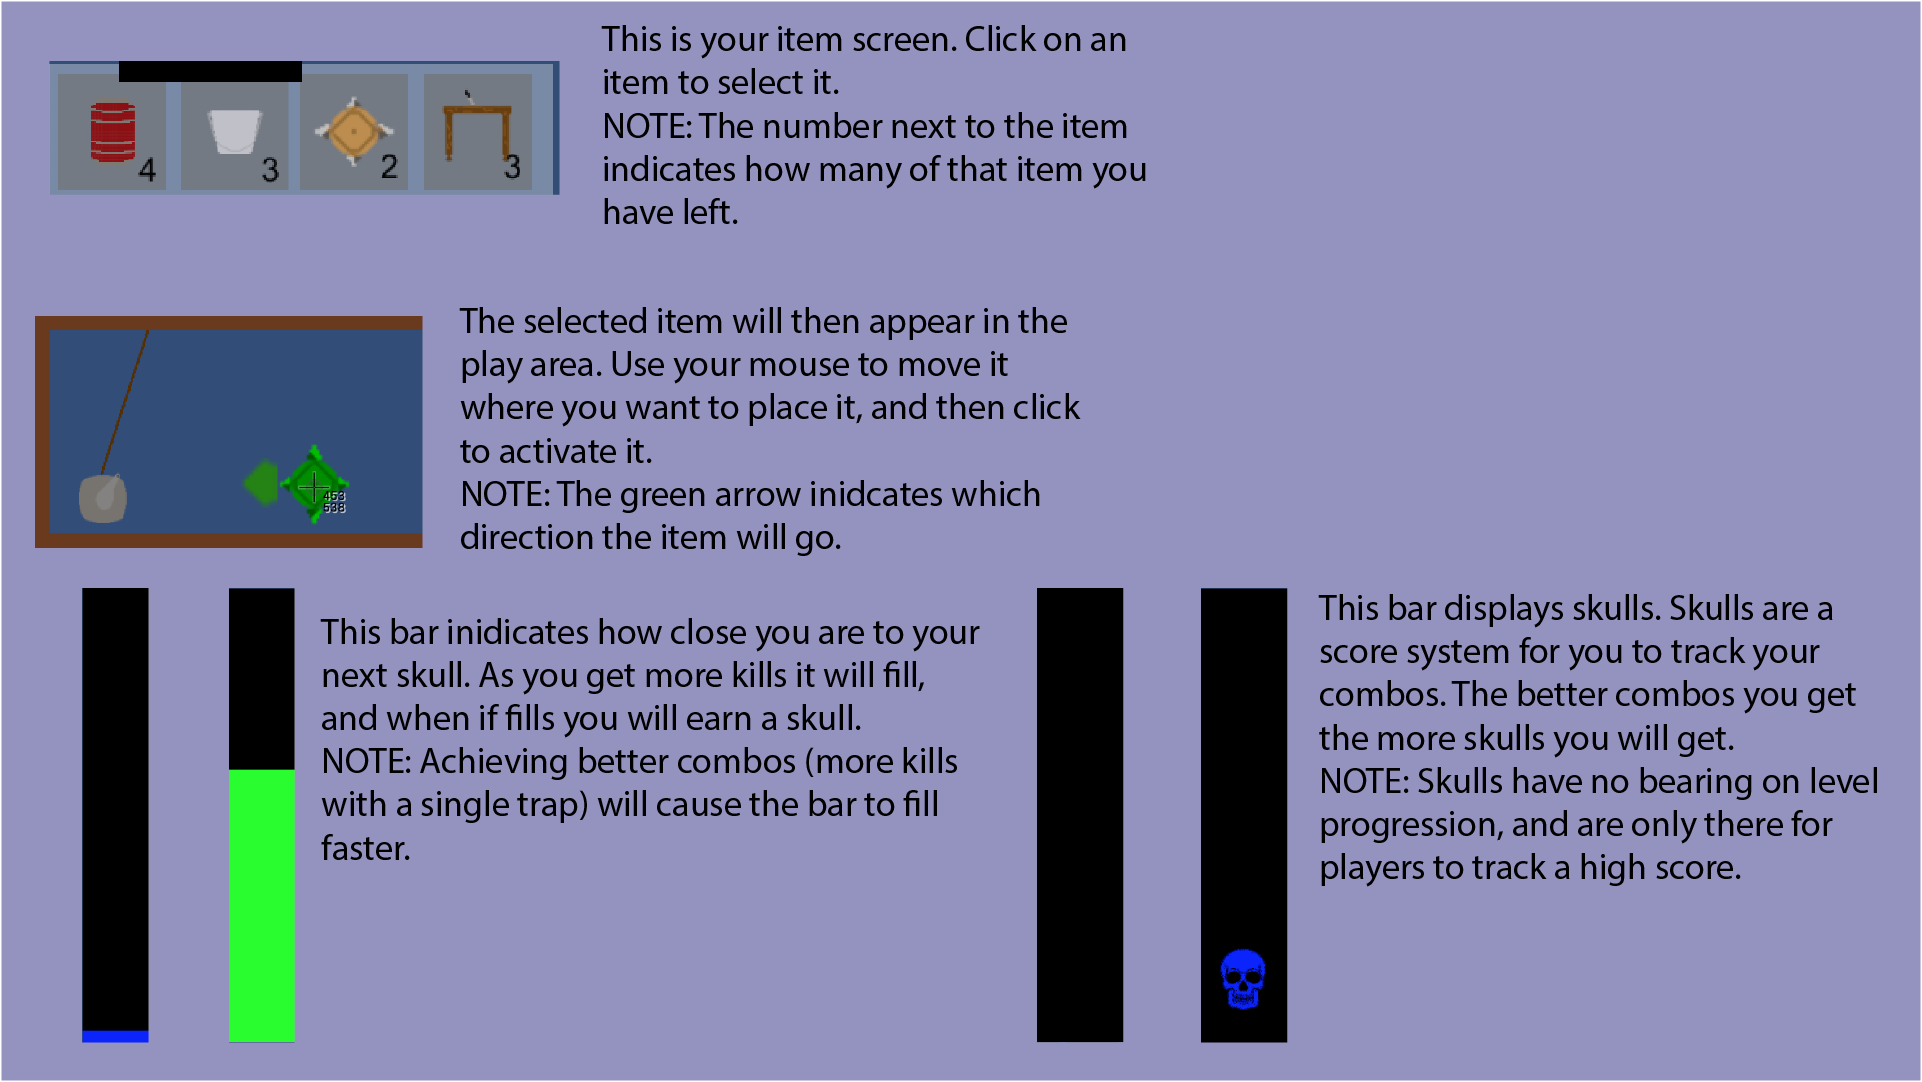 This is your item screen. Click on an
item to select it.
NOTE: The number next to the item
indicates how many of that item you
have left.
4
3
2
3
The selected item will then appear in the
play area. Use your mouse to move it
where you want to place it, and then click
to activate it.
NOTE: The green arrow inidcates which
direction the item will go.
453
538
This bar inidicates how close you are to your
next skull. As you get more kills it will fill,
and when if fills you will earn a skull.
NOTE: Achieving better combos (more kills
with a single trap) will cause the bar to fill
faster.
This bar displays skulls. Skulls are a
score system for you to track your
combos. The better combos you get
the more skulls you will get.
NOTE: Skulls have no bearing on level
progression, and are only there for
players to track a high score.